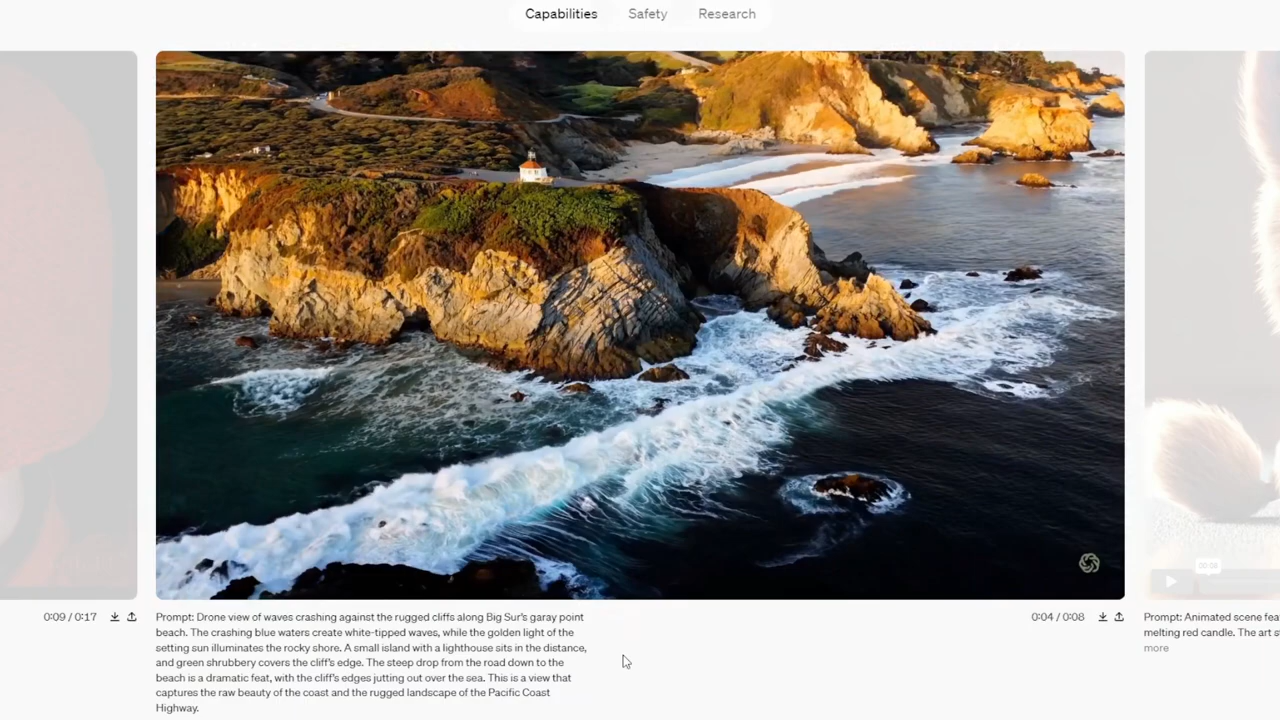 Capabilities Safety Research
0:09 / 0:17
Prompt: Drone view of waves crashing against the rugged cliffs along Big Sur's garay point
beach. The crashing blue waters create white-tipped waves, while the golden light of the
setting sun illuminates the rocky shore. A small island with a lighthouse sits in the distance,
and green shrubbery covers the cliff's edge. The steep drop from the road down to the
beach is a dramatic feat, with the cliff's edges jutting out over the sea. This is a view that
captures the raw beauty of the coast and the rugged landscape of the Pacific Coast
Highway.
0:04 / 0:08
00:08
Prompt: Animated scene fea
melting red candle. The art s
more